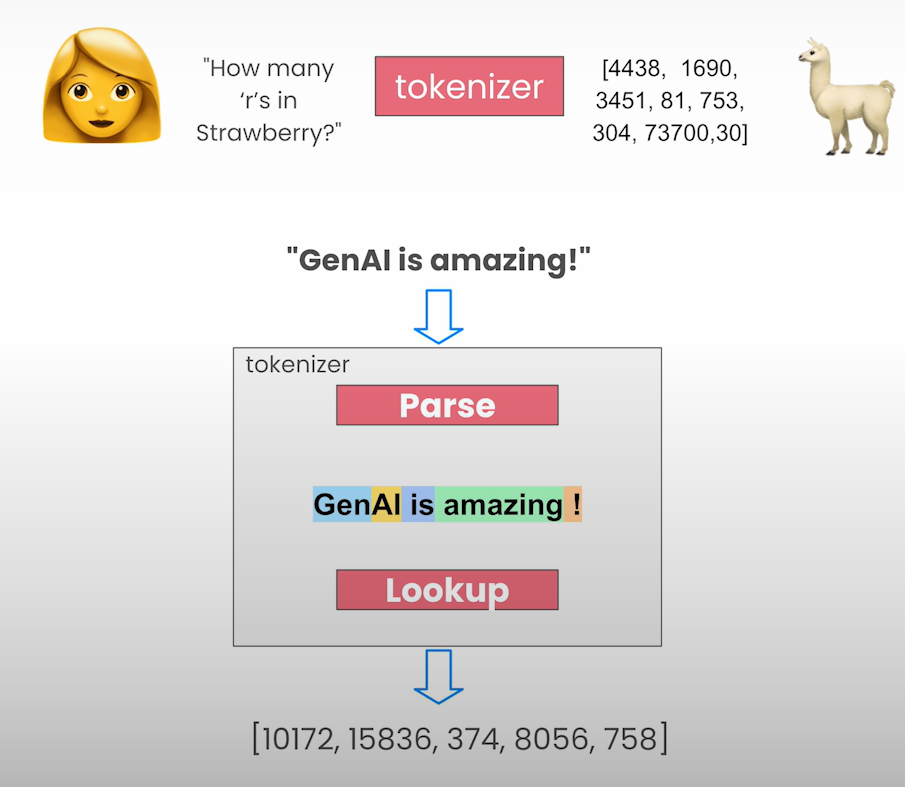 "How many
‘r’s in
Strawberry?"
tokenizer
[4438, 1690,
3451, 81, 753,
304, 73700,30]
"GenAI is amazing!"
tokenizer
Parse
GenAI is amazing !
Lookup
[10172, 15836, 374, 8056, 758]